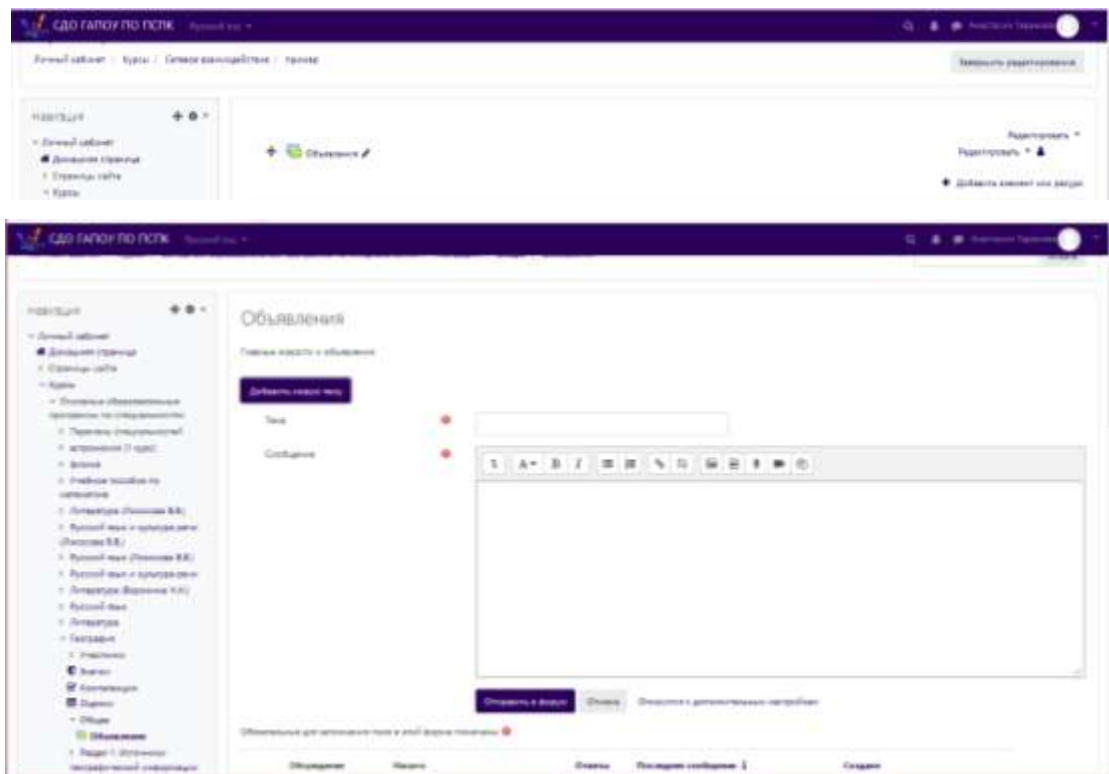 СДО ГАПОУ ПО ПСПК Русский
Личный кабинет / Курсы / Сетевое взаимодействие / пример
Завершить редактирование
Навигация
Личный кабинет
Домашняя страница
Страницы сайта
Курсы
Объявления
Редактировать
Редактировать
Добавить элемент или ресурс
СДО ГАПОУ ПО ПСПК Русский
Навигация
Личный кабинет
Домашняя страница
Страницы сайта
Курсы
Основные образовательные
программы по специальностям
Перечень специальностей
астрономия (1 курс)
физика
Учебное пособие по
математике
Литература
Русский язык и культура речи
Русский язык
Русский язык и культура речи
Литература
Русский язык
Литература
География
Участники
Значки
Компетенции
Оценки
Общее
Объявления
Раздел 1. Источники
географической информации
Объявления
Главные новости и объявления
Добавить новую тему
Тема
Сообщение
Отправить в форум Отмена
Обязательные для заполнения поля в этой форме помечены
Обсуждение Начато Ответы Последнее сообщение Создано